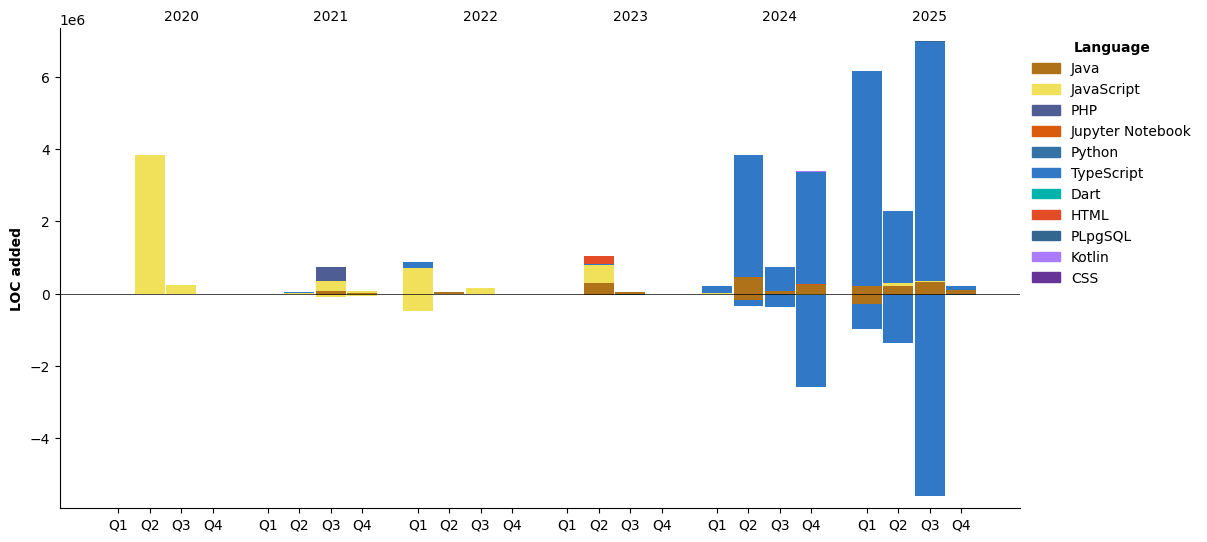 1e6
2020 2021 2022 2023 2024 2025
LOC added
6
4
2
0
−2
−4
Q1 Q2 Q3 Q4 Q1 Q2 Q3 Q4 Q1 Q2 Q3 Q4 Q1 Q2 Q3 Q4 Q1 Q2 Q3 Q4 Q1 Q2 Q3 Q4
Language
Java
JavaScript
PHP
Jupyter Notebook
Python
TypeScript
Dart
HTML
PLpgSQL
Kotlin
CSS